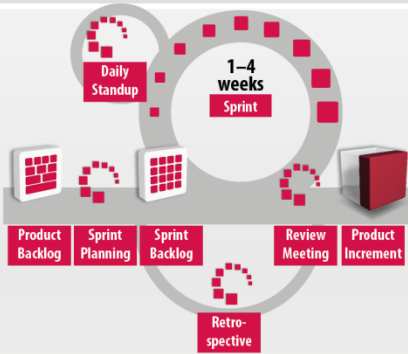 Daily
Standup
1–4
weeks
Sprint
Product
Backlog
Sprint
Planning
Sprint
Backlog
Review
Meeting
Product
Increment
Retro-
spective